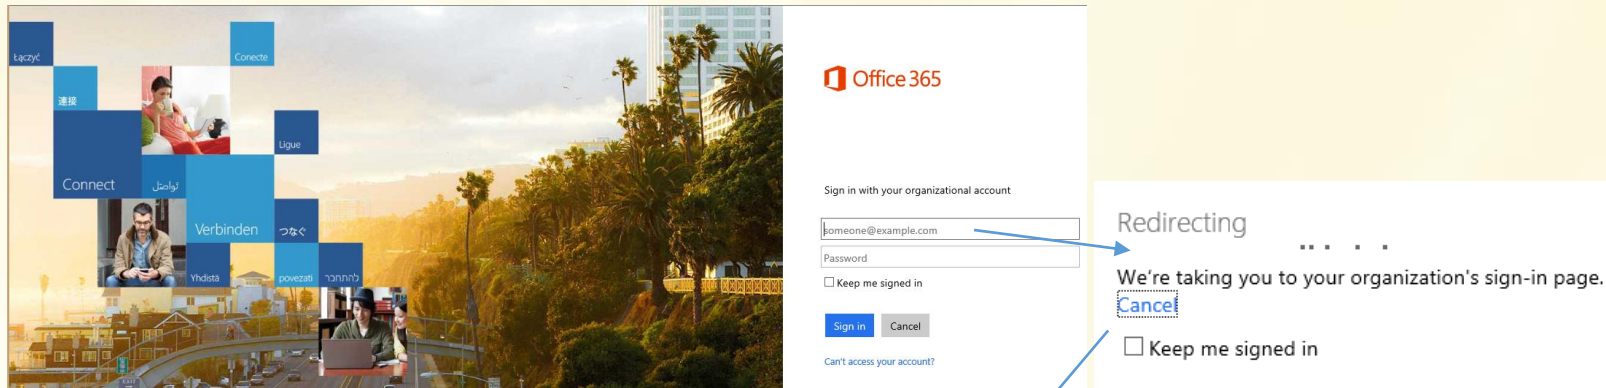 Łączyć
Conecte
連接
Ligue
Connect
تواصل
Verbinden
つなぐ
Yhdistä
povezati
להתחבר
EXIT
Office 365
Sign in with your organizational account
someone@example.com
Password
Keep me signed in
Sign in
Cancel
Can't access your account?
Redirecting
We're taking you to your organization's sign-in page.
Cancel
Keep me signed in